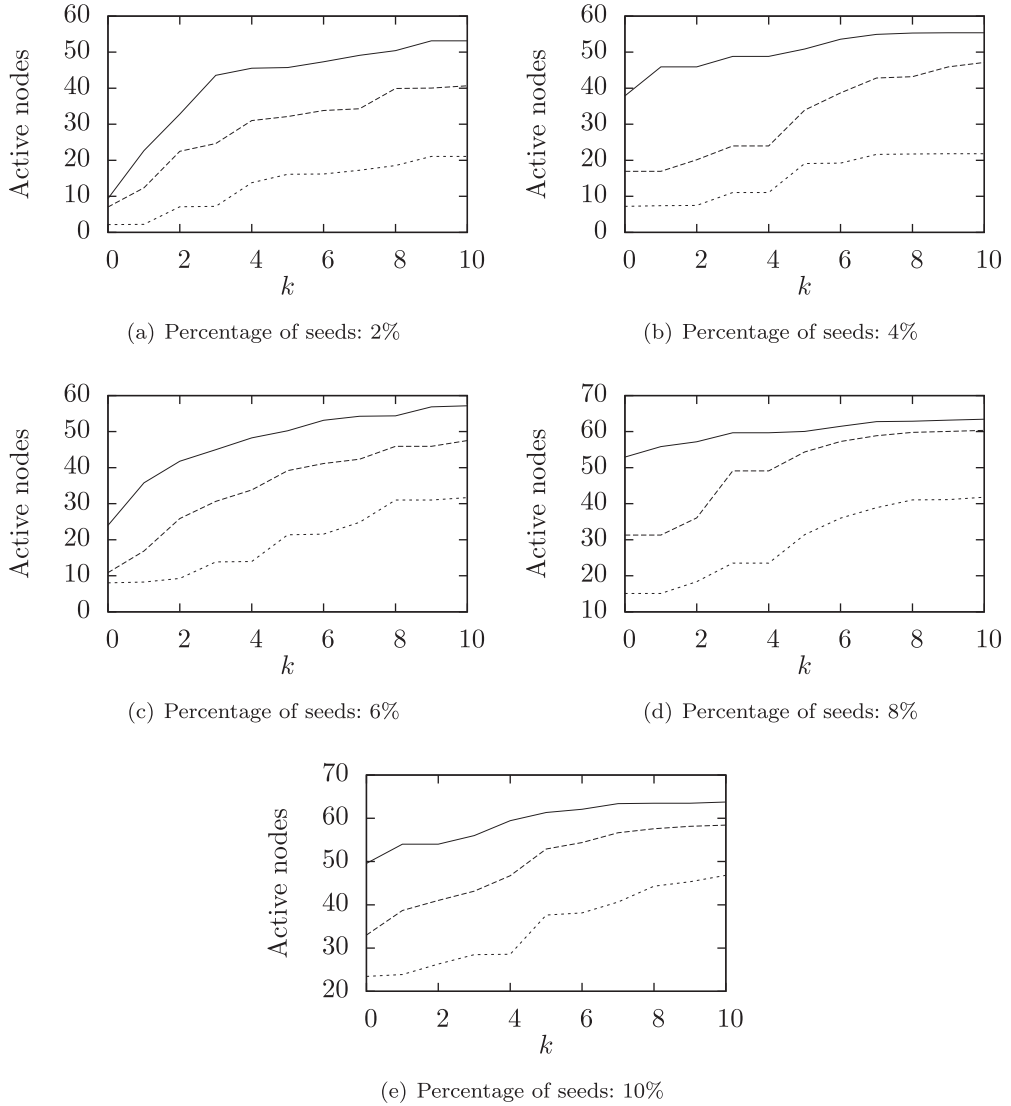 60
50
40
30
20
10
0
Active nodes
0 2 4 6 8 10
k
(a) Percentage of seeds: 2%
60
50
40
30
20
10
0
Active nodes
0 2 4 6 8 10
k
(b) Percentage of seeds: 4%
60
50
40
30
20
10
0
Active nodes
0 2 4 6 8 10
k
(c) Percentage of seeds: 6%
70
60
50
40
30
20
10
Active nodes
0 2 4 6 8 10
k
(d) Percentage of seeds: 8%
70
60
50
40
30
20
Active nodes
0 2 4 6 8 10
k
(e) Percentage of seeds: 10%